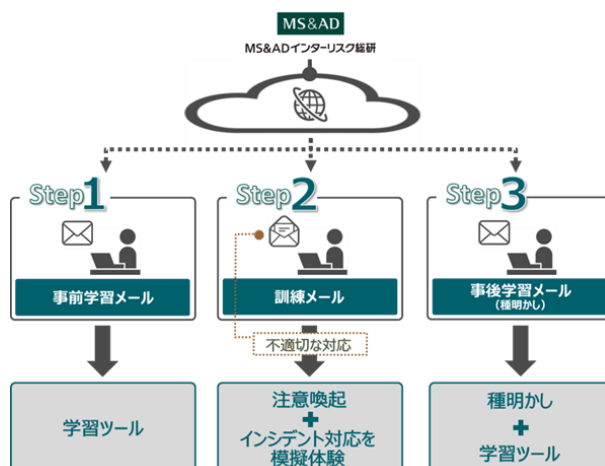 MS&AD
MS&ADインターリスク総研
Step1
Step2
Step3
事前学習メール
訓練メール
事後学習メール
(種明かし)
不適切な対応
学習ツール
注意喚起
+
インシデント対応を
模擬体験
種明かし
+
学習ツール